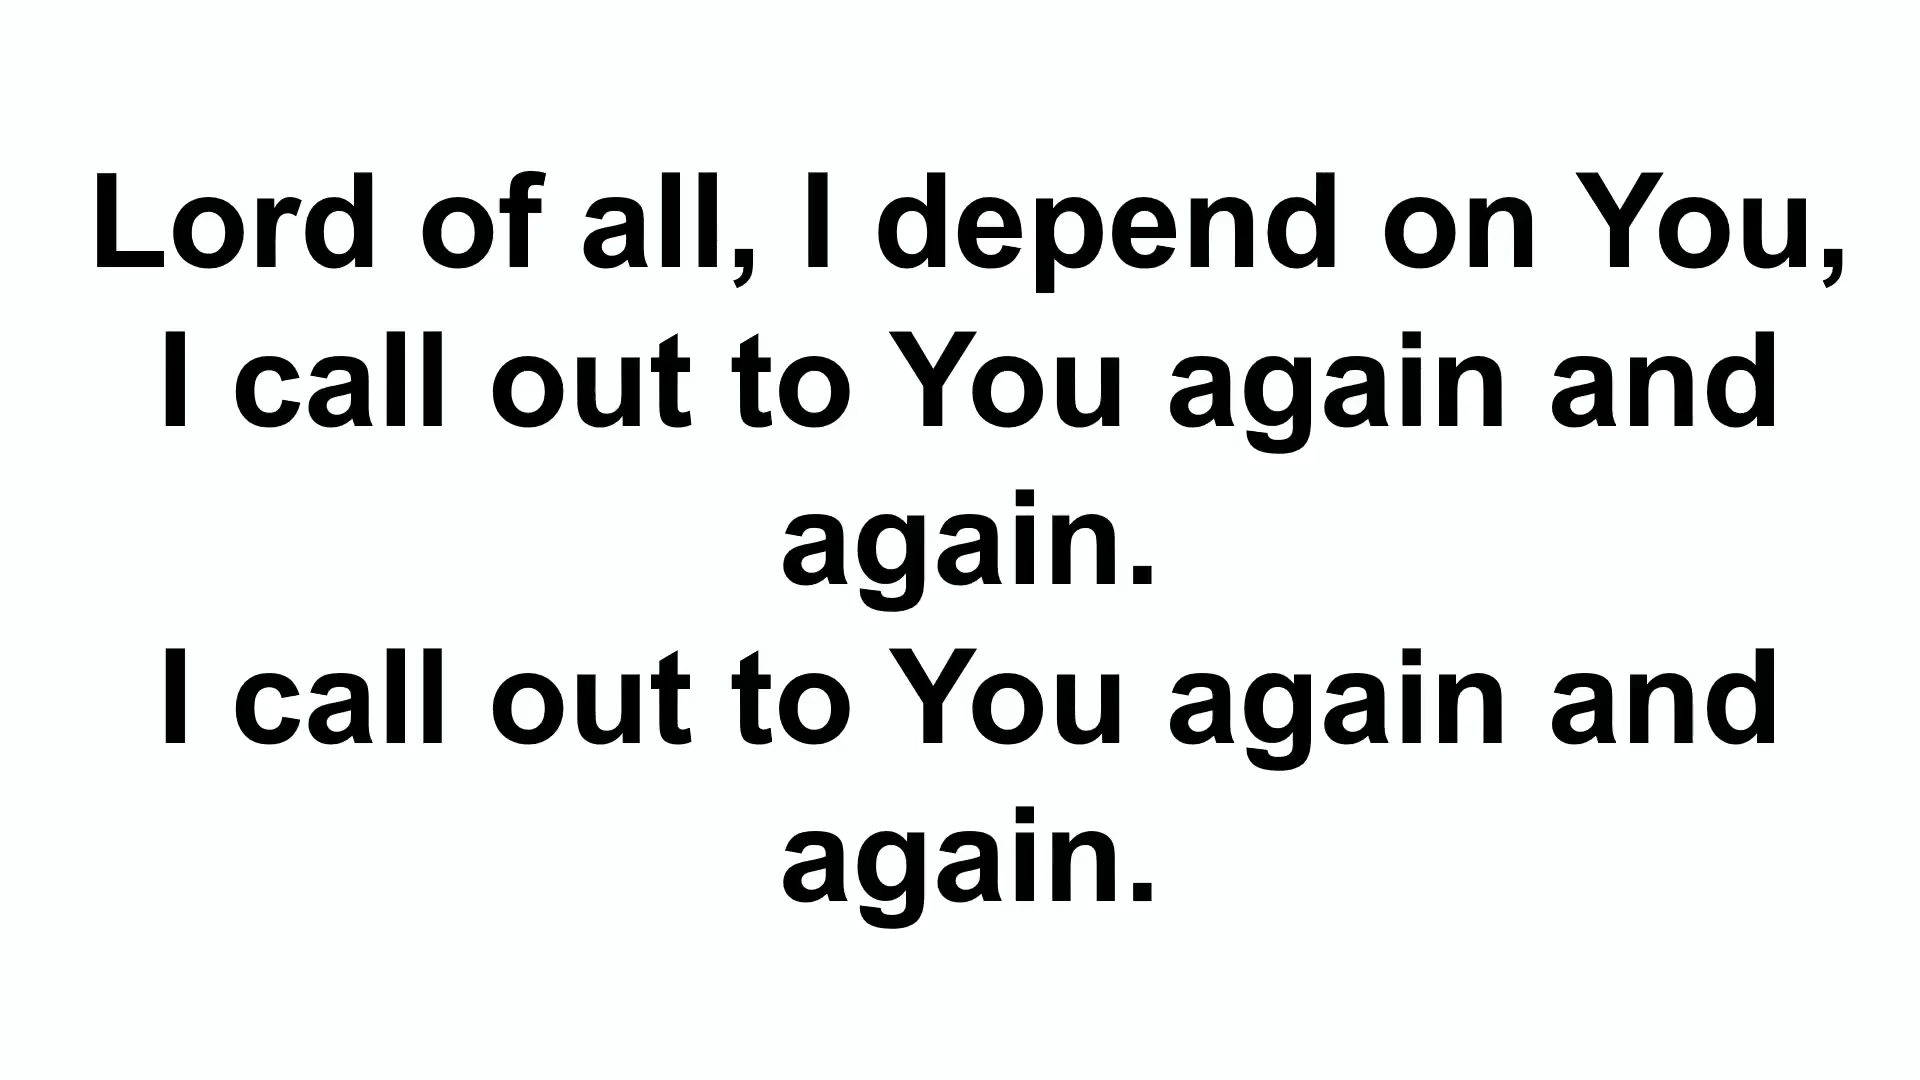 Lord of all, I depend on You,
I call out to You again and
again.
I call out to You again and
again.